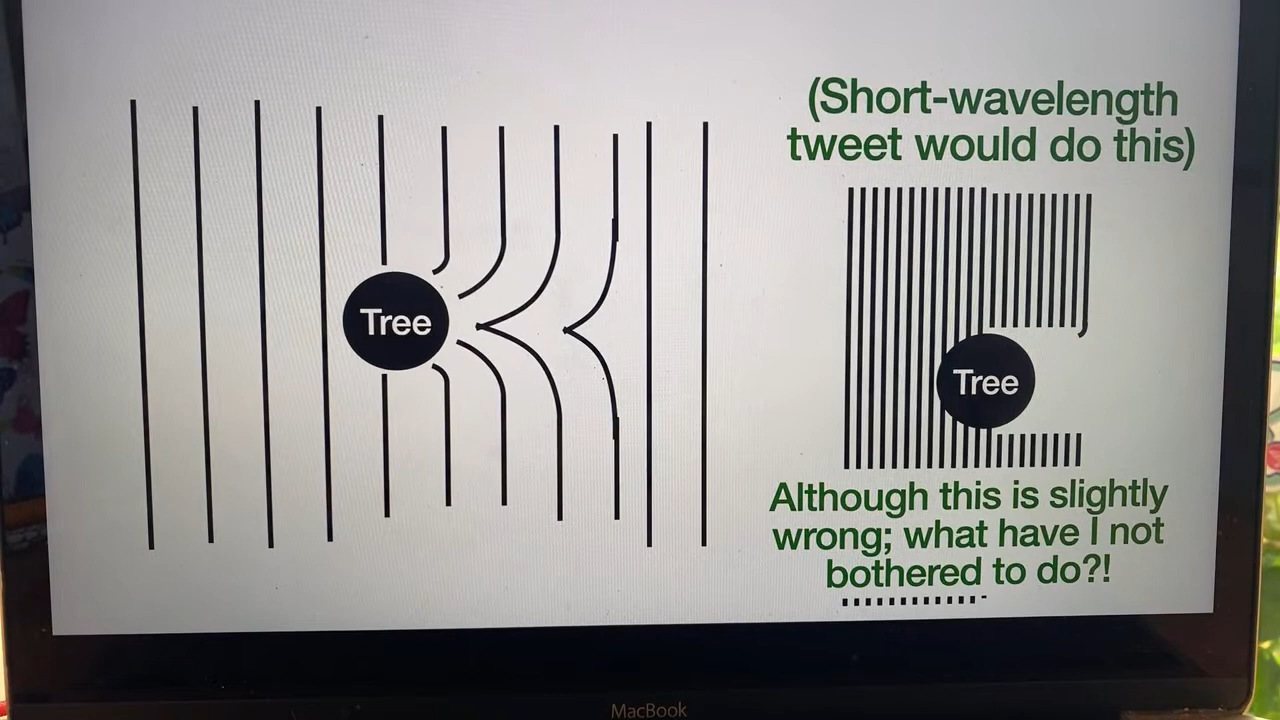 (Short-wavelength
tweet would do this)
Tree
Tree
Although this is slightly
wrong; what have I not
bothered to do?!
MacBook